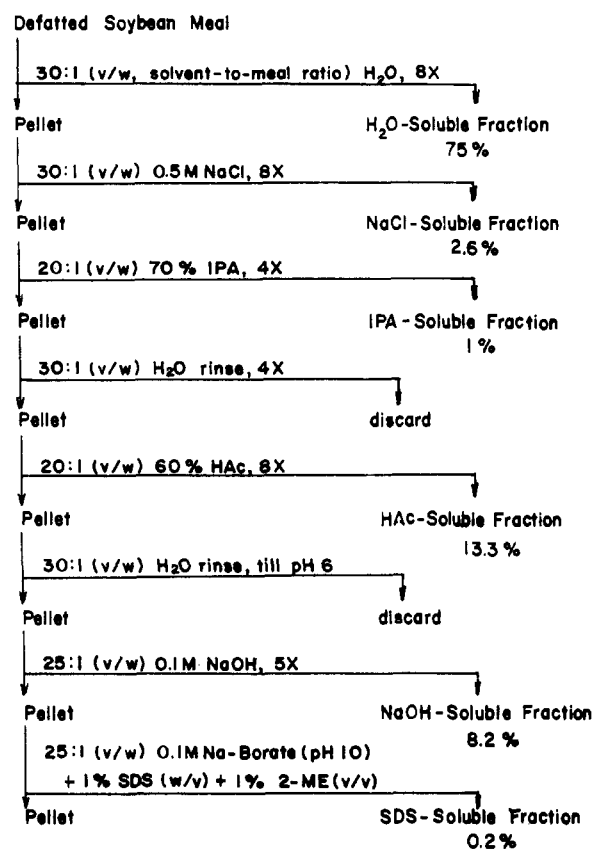 Defatted Soybean Meal
30:1 (v/w, solvent-to-meal ratio) H₂O, 8X
Pellet
H₂O-Soluble Fraction
75%
30:1 (v/w) 0.5M NaCl, 8X
Pellet
NaCl-Soluble Fraction
2.6%
20:1 (v/w) 70% IPA, 4X
Pellet
IPA-Soluble Fraction
1%
30:1 (v/w) H₂O rinse, 4X
Pellet
discard
20:1 (v/w) 60% HAc, 8X
Pellet
HAc-Soluble Fraction
13.3%
30:1 (v/w) H₂O rinse, till pH 6
Pellet
discard
25:1 (v/w) 0.1M NaOH, 5X
Pellet
NaOH-Soluble Fraction
8.2%
25:1 (v/w) 0.1M Na-Borate (pH 10)
+ 1% SDS (w/v) + 1% 2-ME (v/v)
Pellet
SDS-Soluble Fraction
0.2%